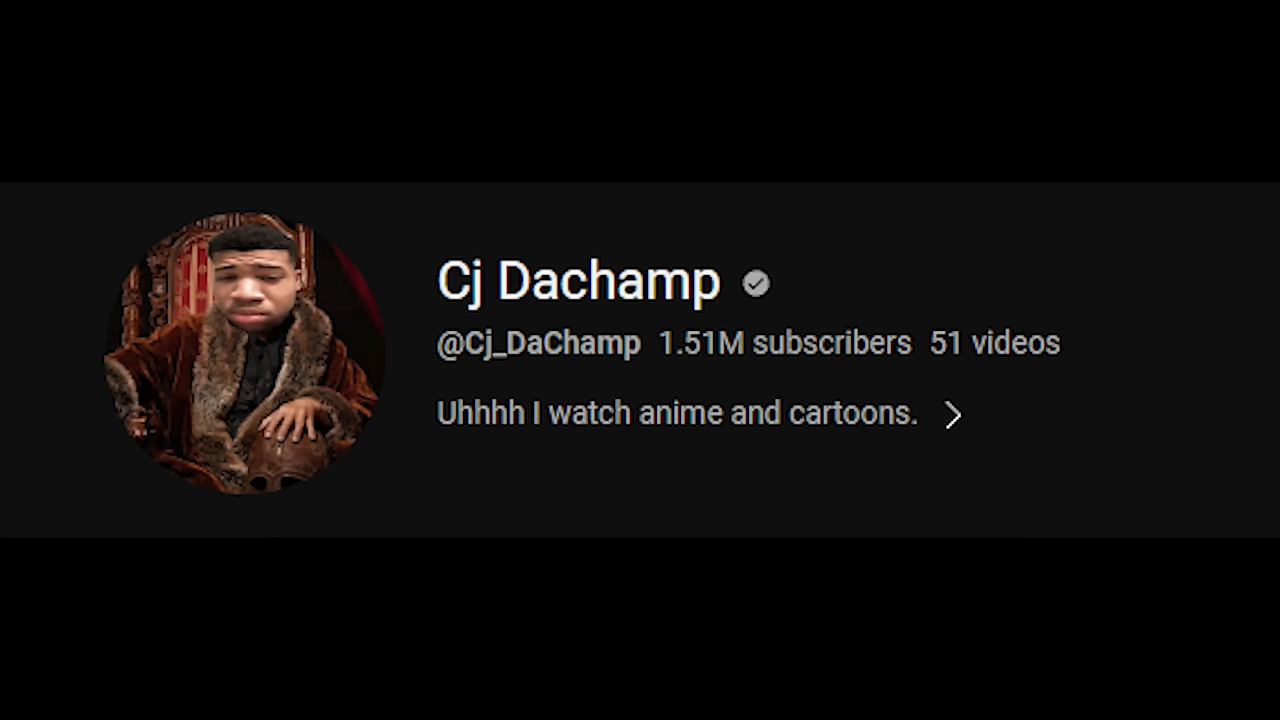 Cj Dachamp
@Cj_DaChamp 1.51M subscribers 51 videos
Uhhhh I watch anime and cartoons.